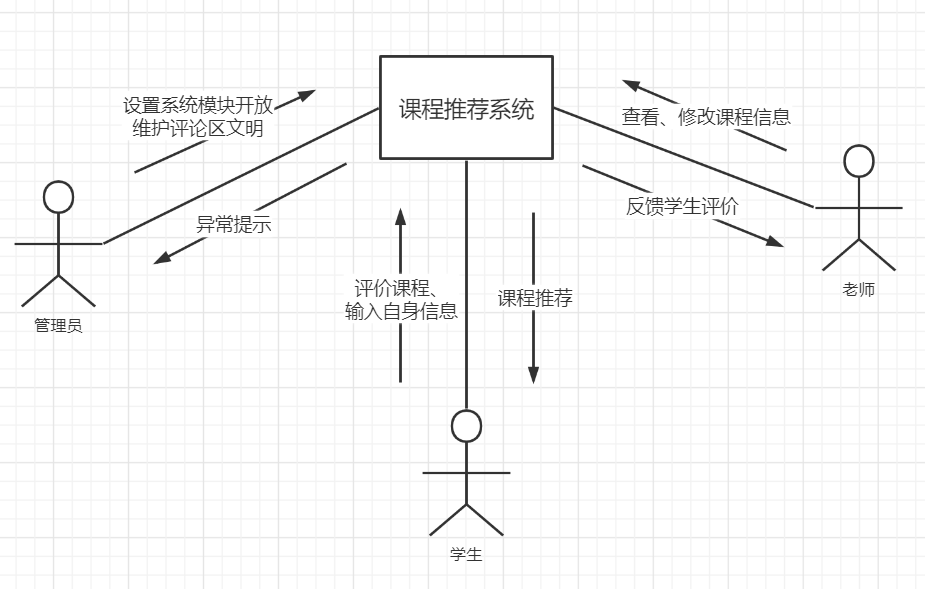 课程推荐系统
设置系统模块开放
维护评论区文明
查看、修改课程信息
异常提示
反馈学生评价
评价课程、
输入自身信息
课程推荐
管理员
老师
学生